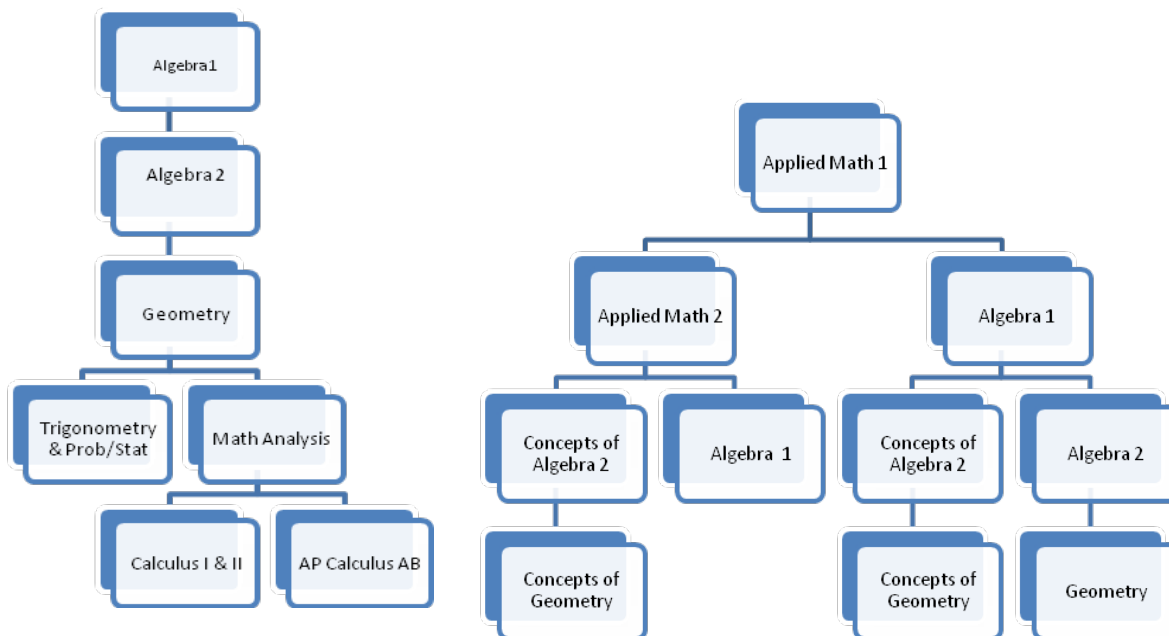 Algebra1
Algebra 2
Geometry
Trigonometry
& Prob/Stat
Math Analysis
Calculus I & II
AP Calculus AB
Applied Math 1
Applied Math 2
Algebra 1
Concepts of
Algebra 2
Algebra 1
Concepts of
Algebra 2
Algebra 2
Concepts of
Geometry
Concepts of
Geometry
Geometry